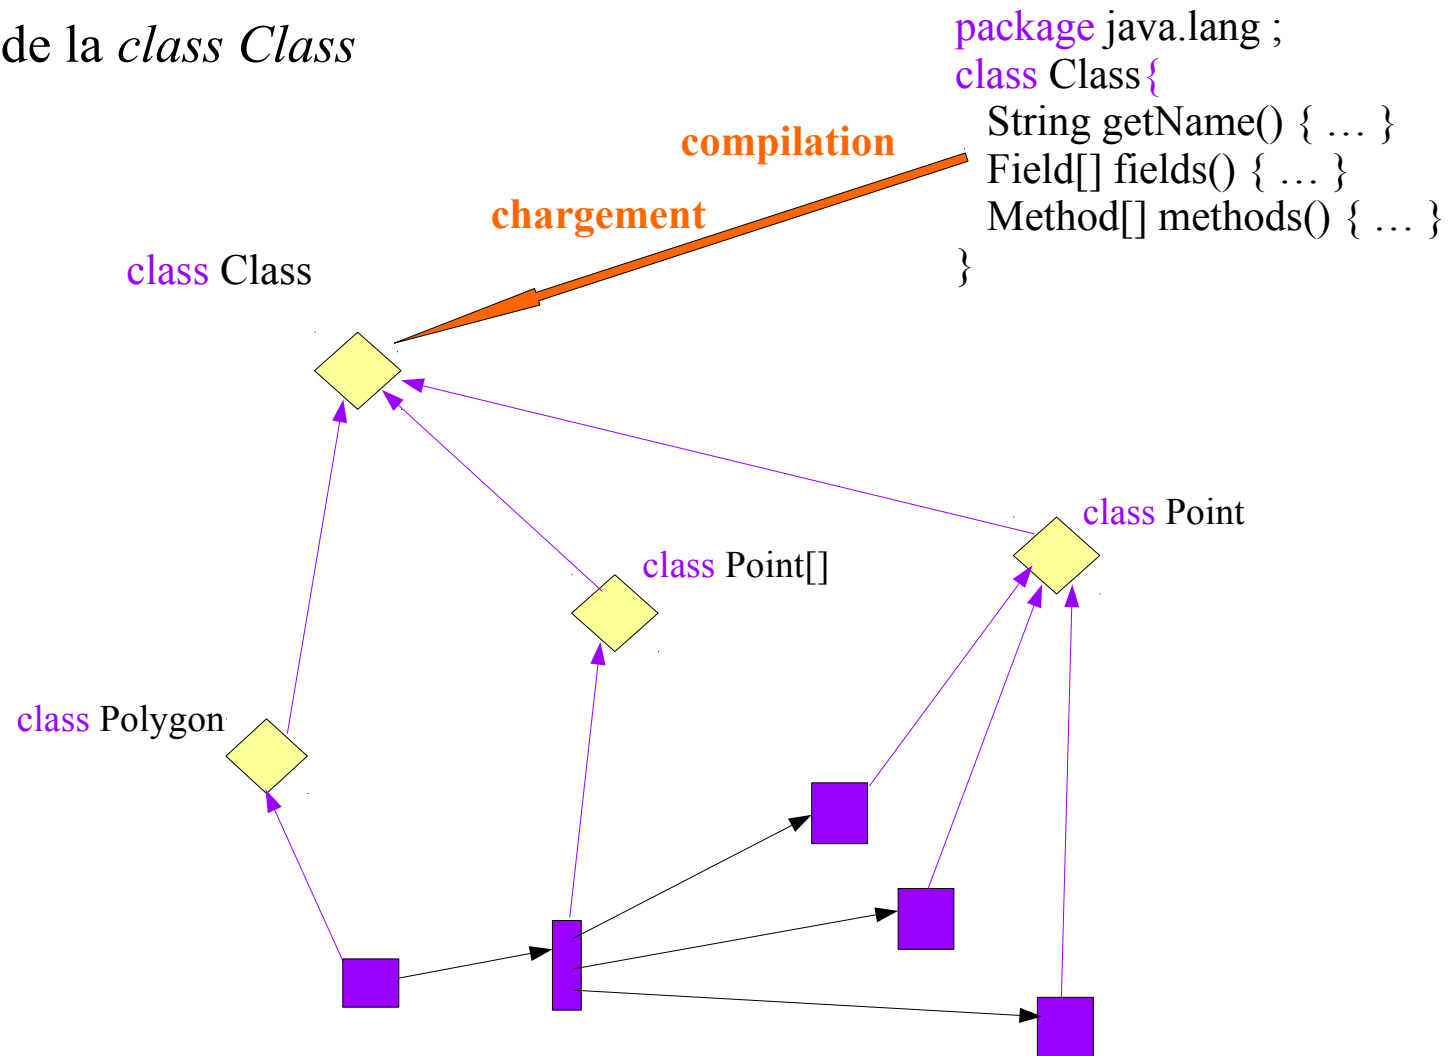 de la class Class
package java.lang ;
class Class{
String getName() { … }
Field[] fields() { … }
Method[] methods() { … }
}
compilation
chargement
class Class
class Point
class Point[]
class Polygon